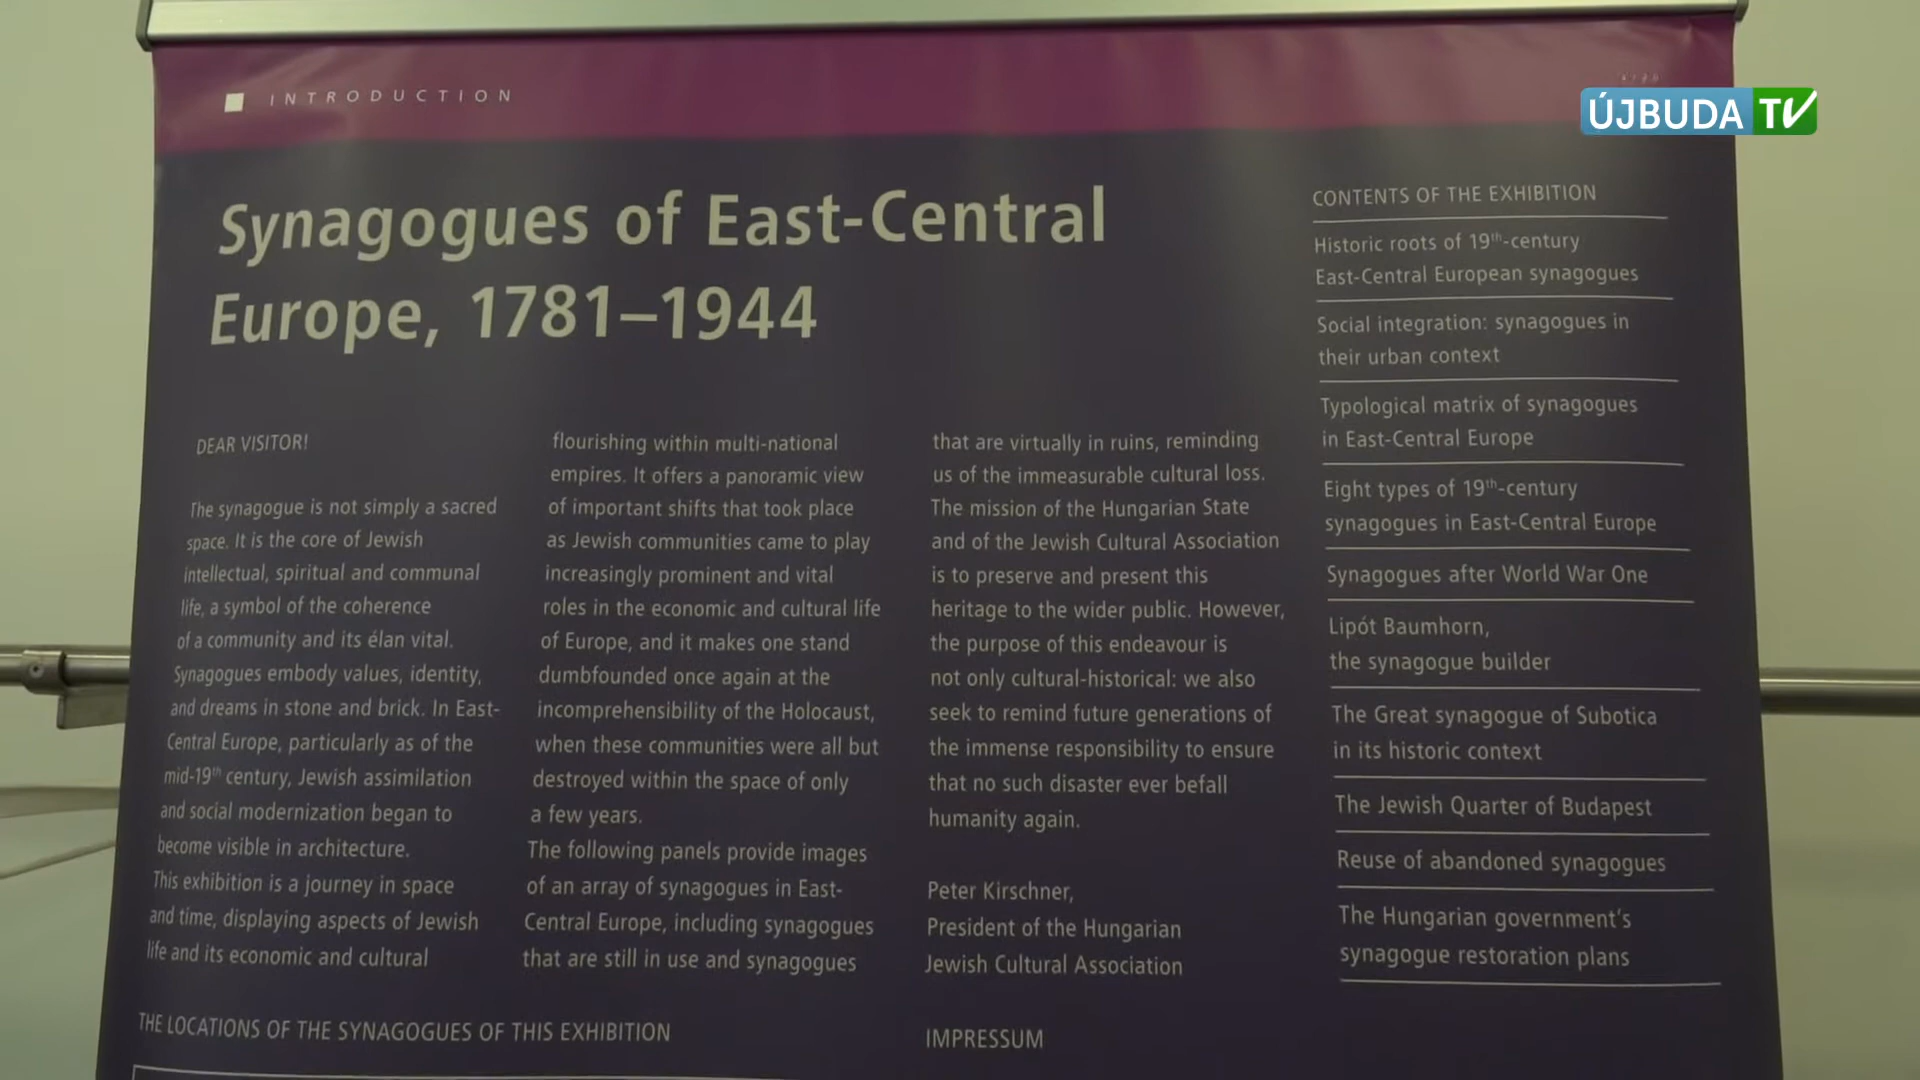 INTRODUCTION
ÚJBUDA TV
Synagogues of East-Central
Europe, 1781–1944
DEAR VISITOR!
The synagogue is not simply a sacred
space. It is the core of Jewish
intellectual, spiritual and communal
life, a symbol of the coherence
of a community and its élan vital.
Synagogues embody values, identity,
and dreams in stone and brick. In East-
Central Europe, particularly as of the
mid-19th century, Jewish assimilation
and social modernization began to
become visible in architecture.
This exhibition is a journey in space
and time, displaying aspects of Jewish
life and its economic and cultural
flourishing within multi-national
empires. It offers a panoramic view
of important shifts that took place
as Jewish communities came to play
increasingly prominent and vital
roles in the economic and cultural life
of Europe, and it makes one stand
dumbfounded once again at the
incomprehensibility of the Holocaust,
when these communities were all but
destroyed within the space of only
a few years.
The following panels provide images
of an array of synagogues in East-
Central Europe, including synagogues
that are still in use and synagogues
that are virtually in ruins, reminding
us of the immeasurable cultural loss.
The mission of the Hungarian State
and of the Jewish Cultural Association
is to preserve and present this
heritage to the wider public. However,
the purpose of this endeavour is
not only cultural-historical: we also
seek to remind future generations of
the immense responsibility to ensure
that no such disaster ever befall
humanity again.
Peter Kirschner,
President of the Hungarian
Jewish Cultural Association
CONTENTS OF THE EXHIBITION
Historic roots of 19th-century
East-Central European synagogues
Social integration: synagogues in
their urban context
Typological matrix of synagogues
in East-Central Europe
Eight types of 19th-century
synagogues in East-Central Europe
Synagogues after World War One
Lipót Baumhorn,
the synagogue builder
The Great synagogue of Subotica
in its historic context
The Jewish Quarter of Budapest
Reuse of abandoned synagogues
The Hungarian government's
synagogue restoration plans
THE LOCATIONS OF THE SYNAGOGUES OF THIS EXHIBITION
IMPRESSUM